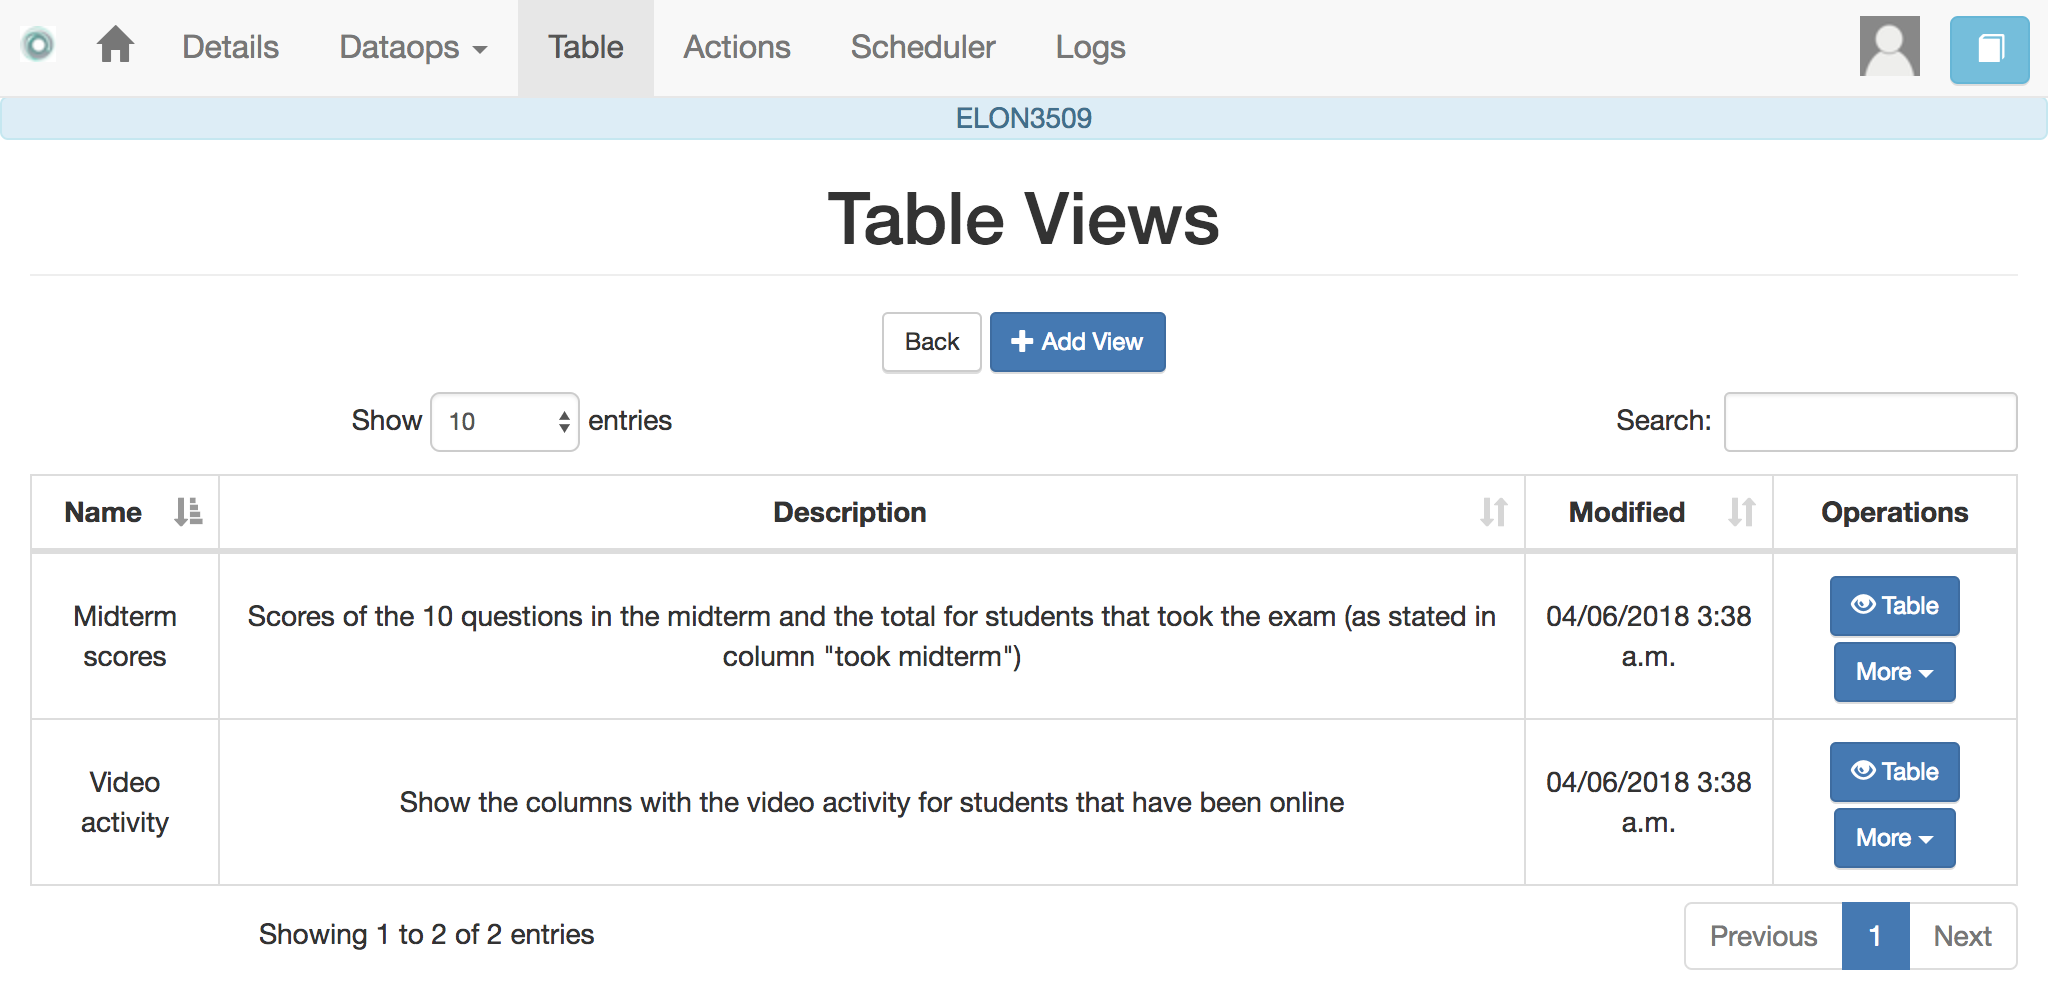 Details Dataops Table Actions Scheduler Logs
ELON3509
Table Views
Back Add View
Show 10 entries Search:
Name Description Modified Operations
Midterm scores
Scores of the 10 questions in the midterm and the total for students that took the exam (as stated in
column "took midterm")
04/06/2018 3:38
a.m.
Table
More
Video
activity
Show the columns with the video activity for students that have been online
04/06/2018 3:38
a.m.
Table
More
Showing 1 to 2 of 2 entries
Previous 1 Next